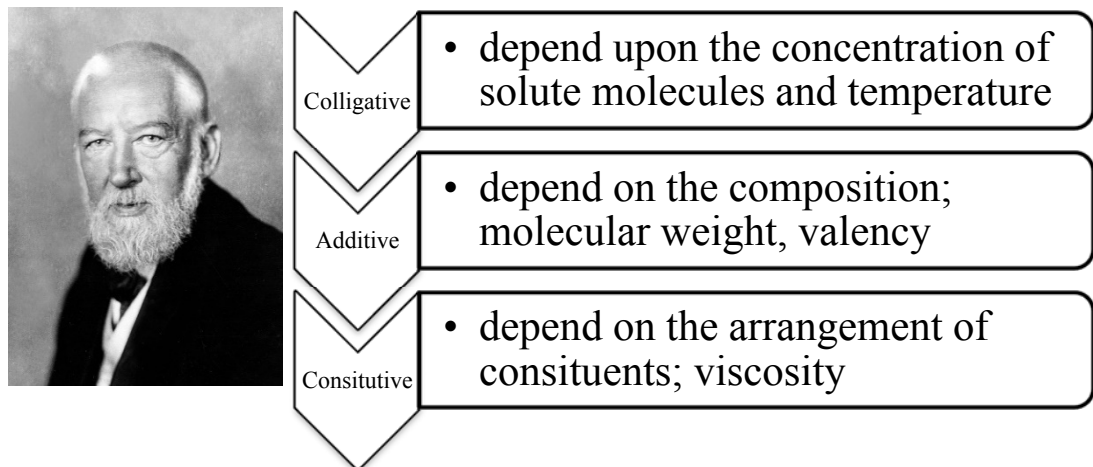 Colligative
• depend upon the concentration of
solute molecules and temperature
Additive
• depend on the composition;
molecular weight, valency
Consitutive
• depend on the arrangement of
consituents; viscosity